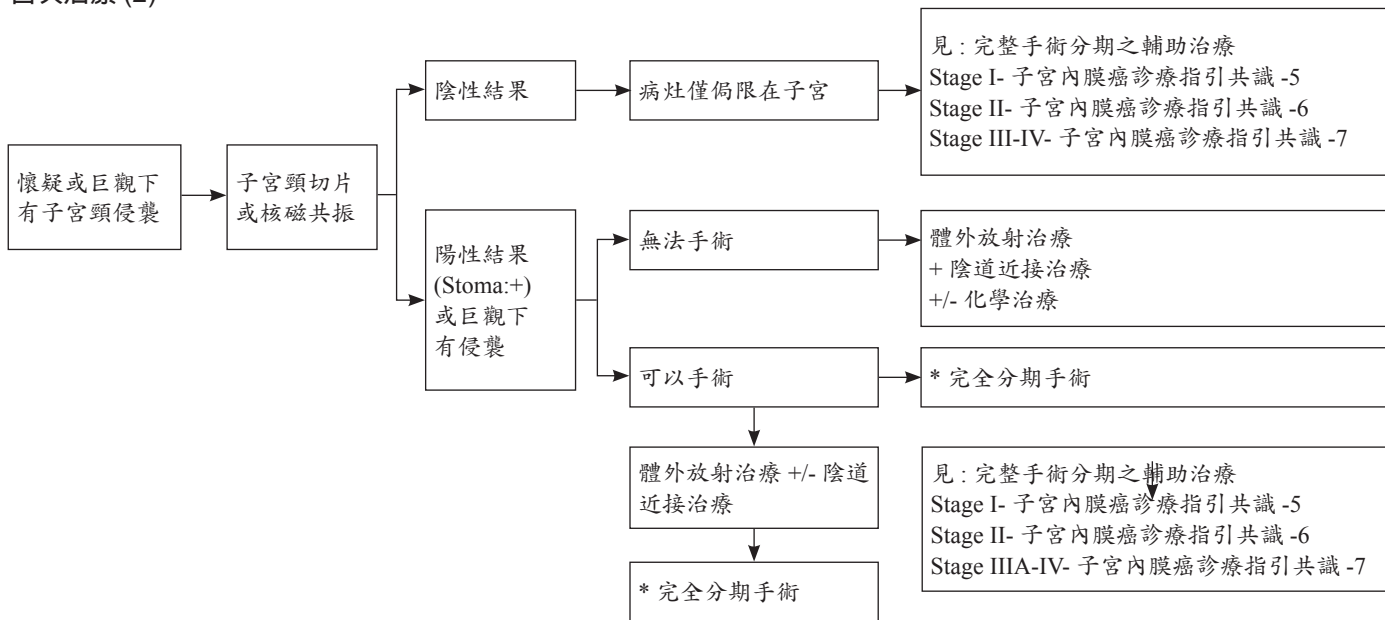 懷疑或巨觀下
有子宮頸侵襲
子宮頸切片
或核磁共振
陰性結果
病灶僅侷限在子宮
見 : 完整手術分期之輔助治療
Stage I- 子宮內膜癌診療指引共識 -5
Stage II- 子宮內膜癌診療指引共識 -6
Stage III-IV- 子宮內膜癌診療指引共識 -7
陽性結果
(Stoma:+)
或巨觀下
有侵襲
無法手術
體外放射治療
+ 陰道近接治療
+/- 化學治療
可以手術
* 完全分期手術
體外放射治療 +/- 陰道
近接治療
* 完全分期手術
見 : 完整手術分期之輔助治療
Stage I- 子宮內膜癌診療指引共識 -5
Stage II- 子宮內膜癌診療指引共識 -6
Stage IIIA-IV- 子宮內膜癌診療指引共識 -7